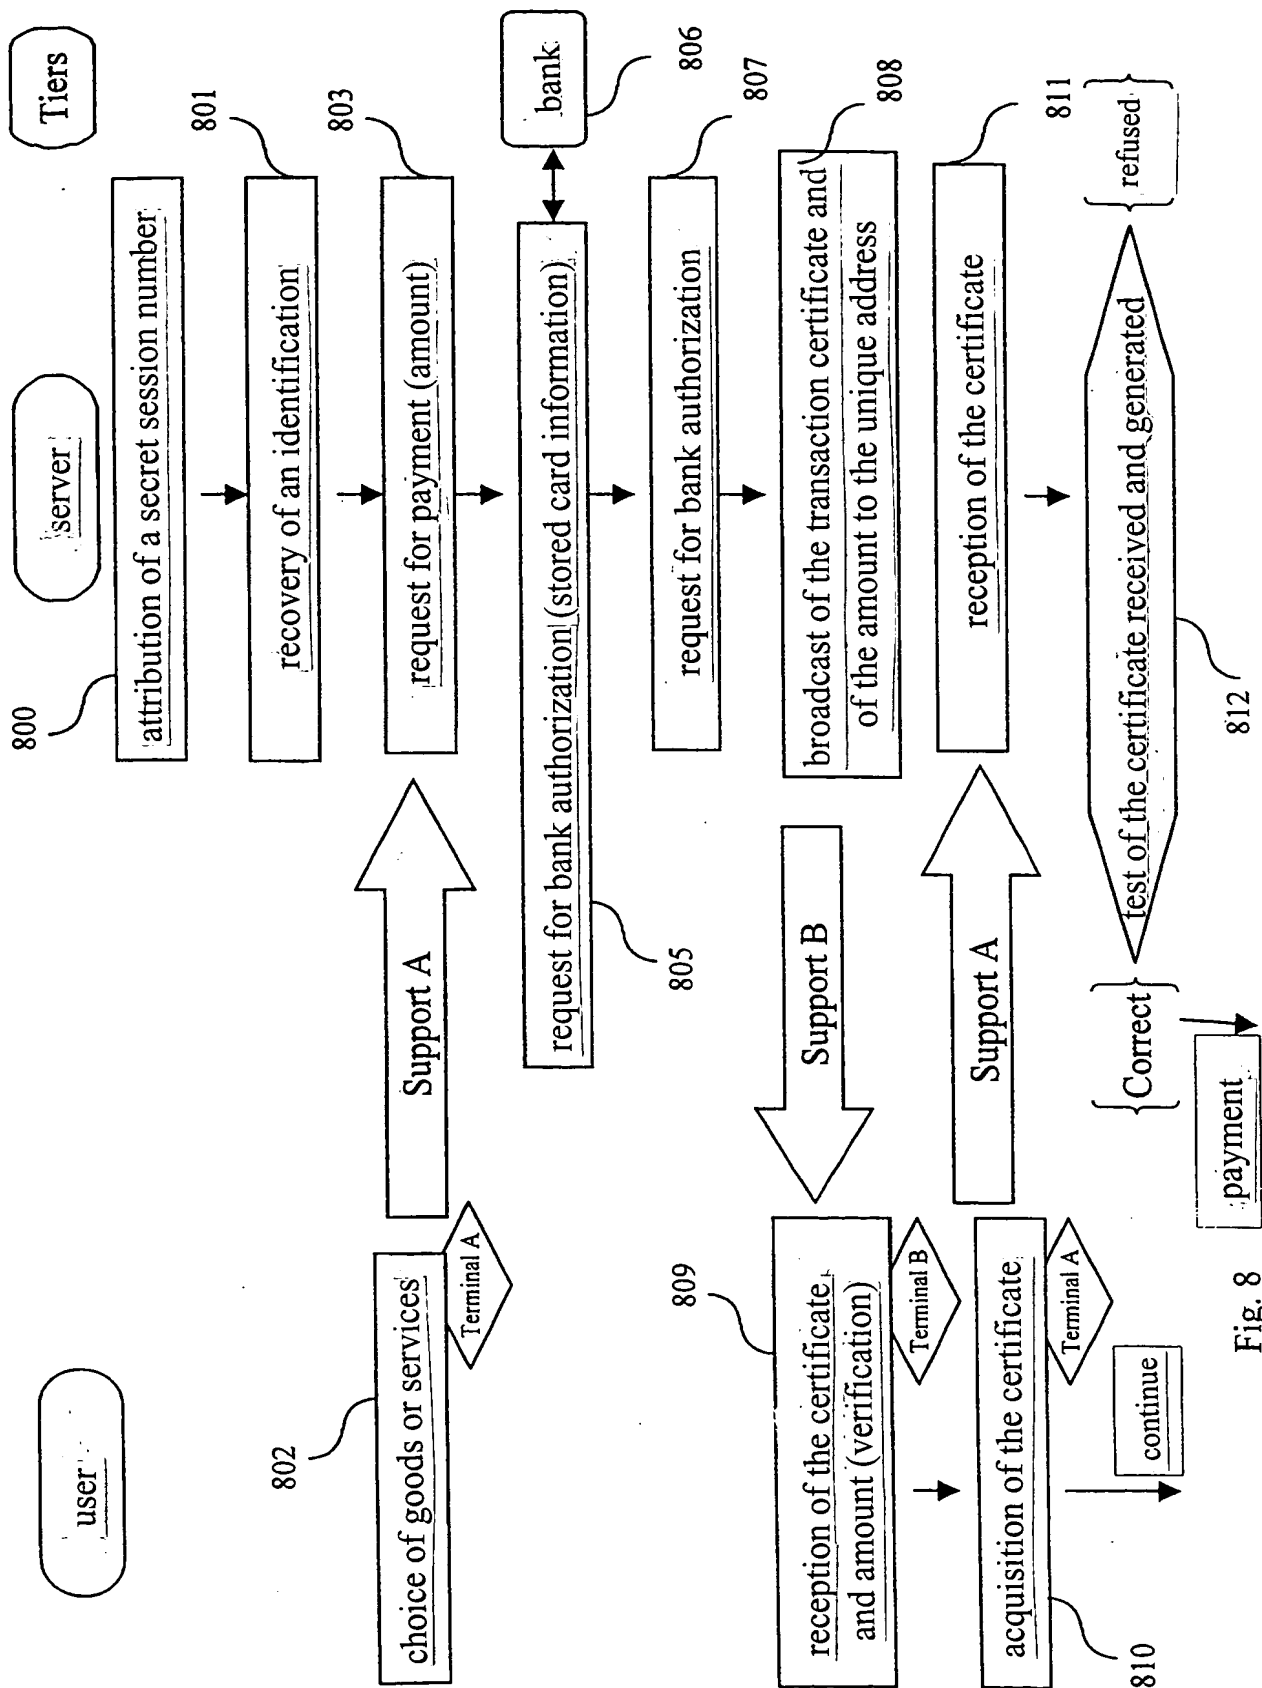 user
server
Tiers
800
attribution of a secret session number
801
recovery of an identification
802
choice of goods or services
Terminal A
Support A
803
request for payment (amount)
805
request for bank authorization (stored card information)
bank
806
807
request for bank authorization
808
broadcast of the transaction certificate and
of the amount to the unique address
Support B
809
reception of the certificate
and amount (verification)
Terminal B
810
acquisition of the certificate
Terminal A
Support A
811
reception of the certificate
812
test of the certificate received and generated
Correct
refused
continue
payment
Fig. 8